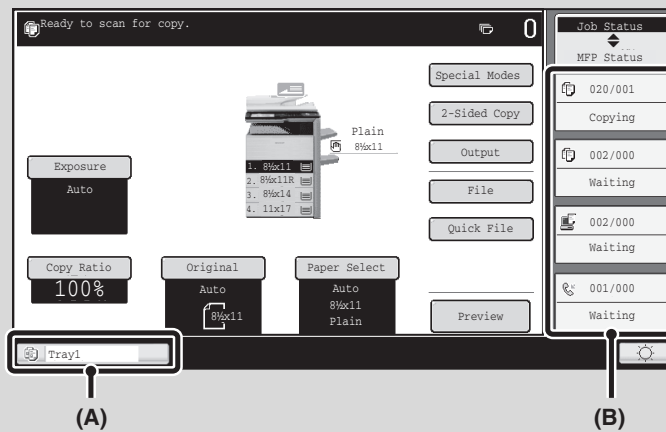 Ready to scan for copy.
0
Job Status
MFP Status
020/001
Copying
002/000
Waiting
002/000
Waiting
001/000
Waiting
Special Modes
2-Sided Copy
Output
File
Quick File
Preview
Plain
8½x11
1. 8½x11
2. 8½x11R
3. 8½x14
4. 11x17
Exposure
Auto
Copy Ratio
100%
Original
Auto
8½x11
Paper Select
Auto
8½x11
Plain
Tray1
(A)
(B)